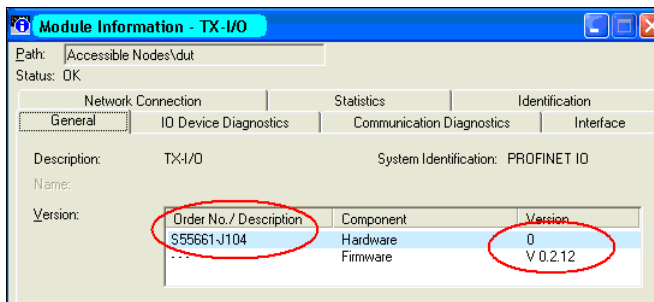 Module Information - TX-I/O
Path: Accessible Nodes\dut
Status: OK
Network Connection Statistics Identification
General IO Device Diagnostics Communication Diagnostics Interface
Description: TX-I/O System Identification: PROFINET IO
Name:
Version: Order No./ Description Component Version
S55661-J104 Hardware 0
- - - Firmware V 0.2.12